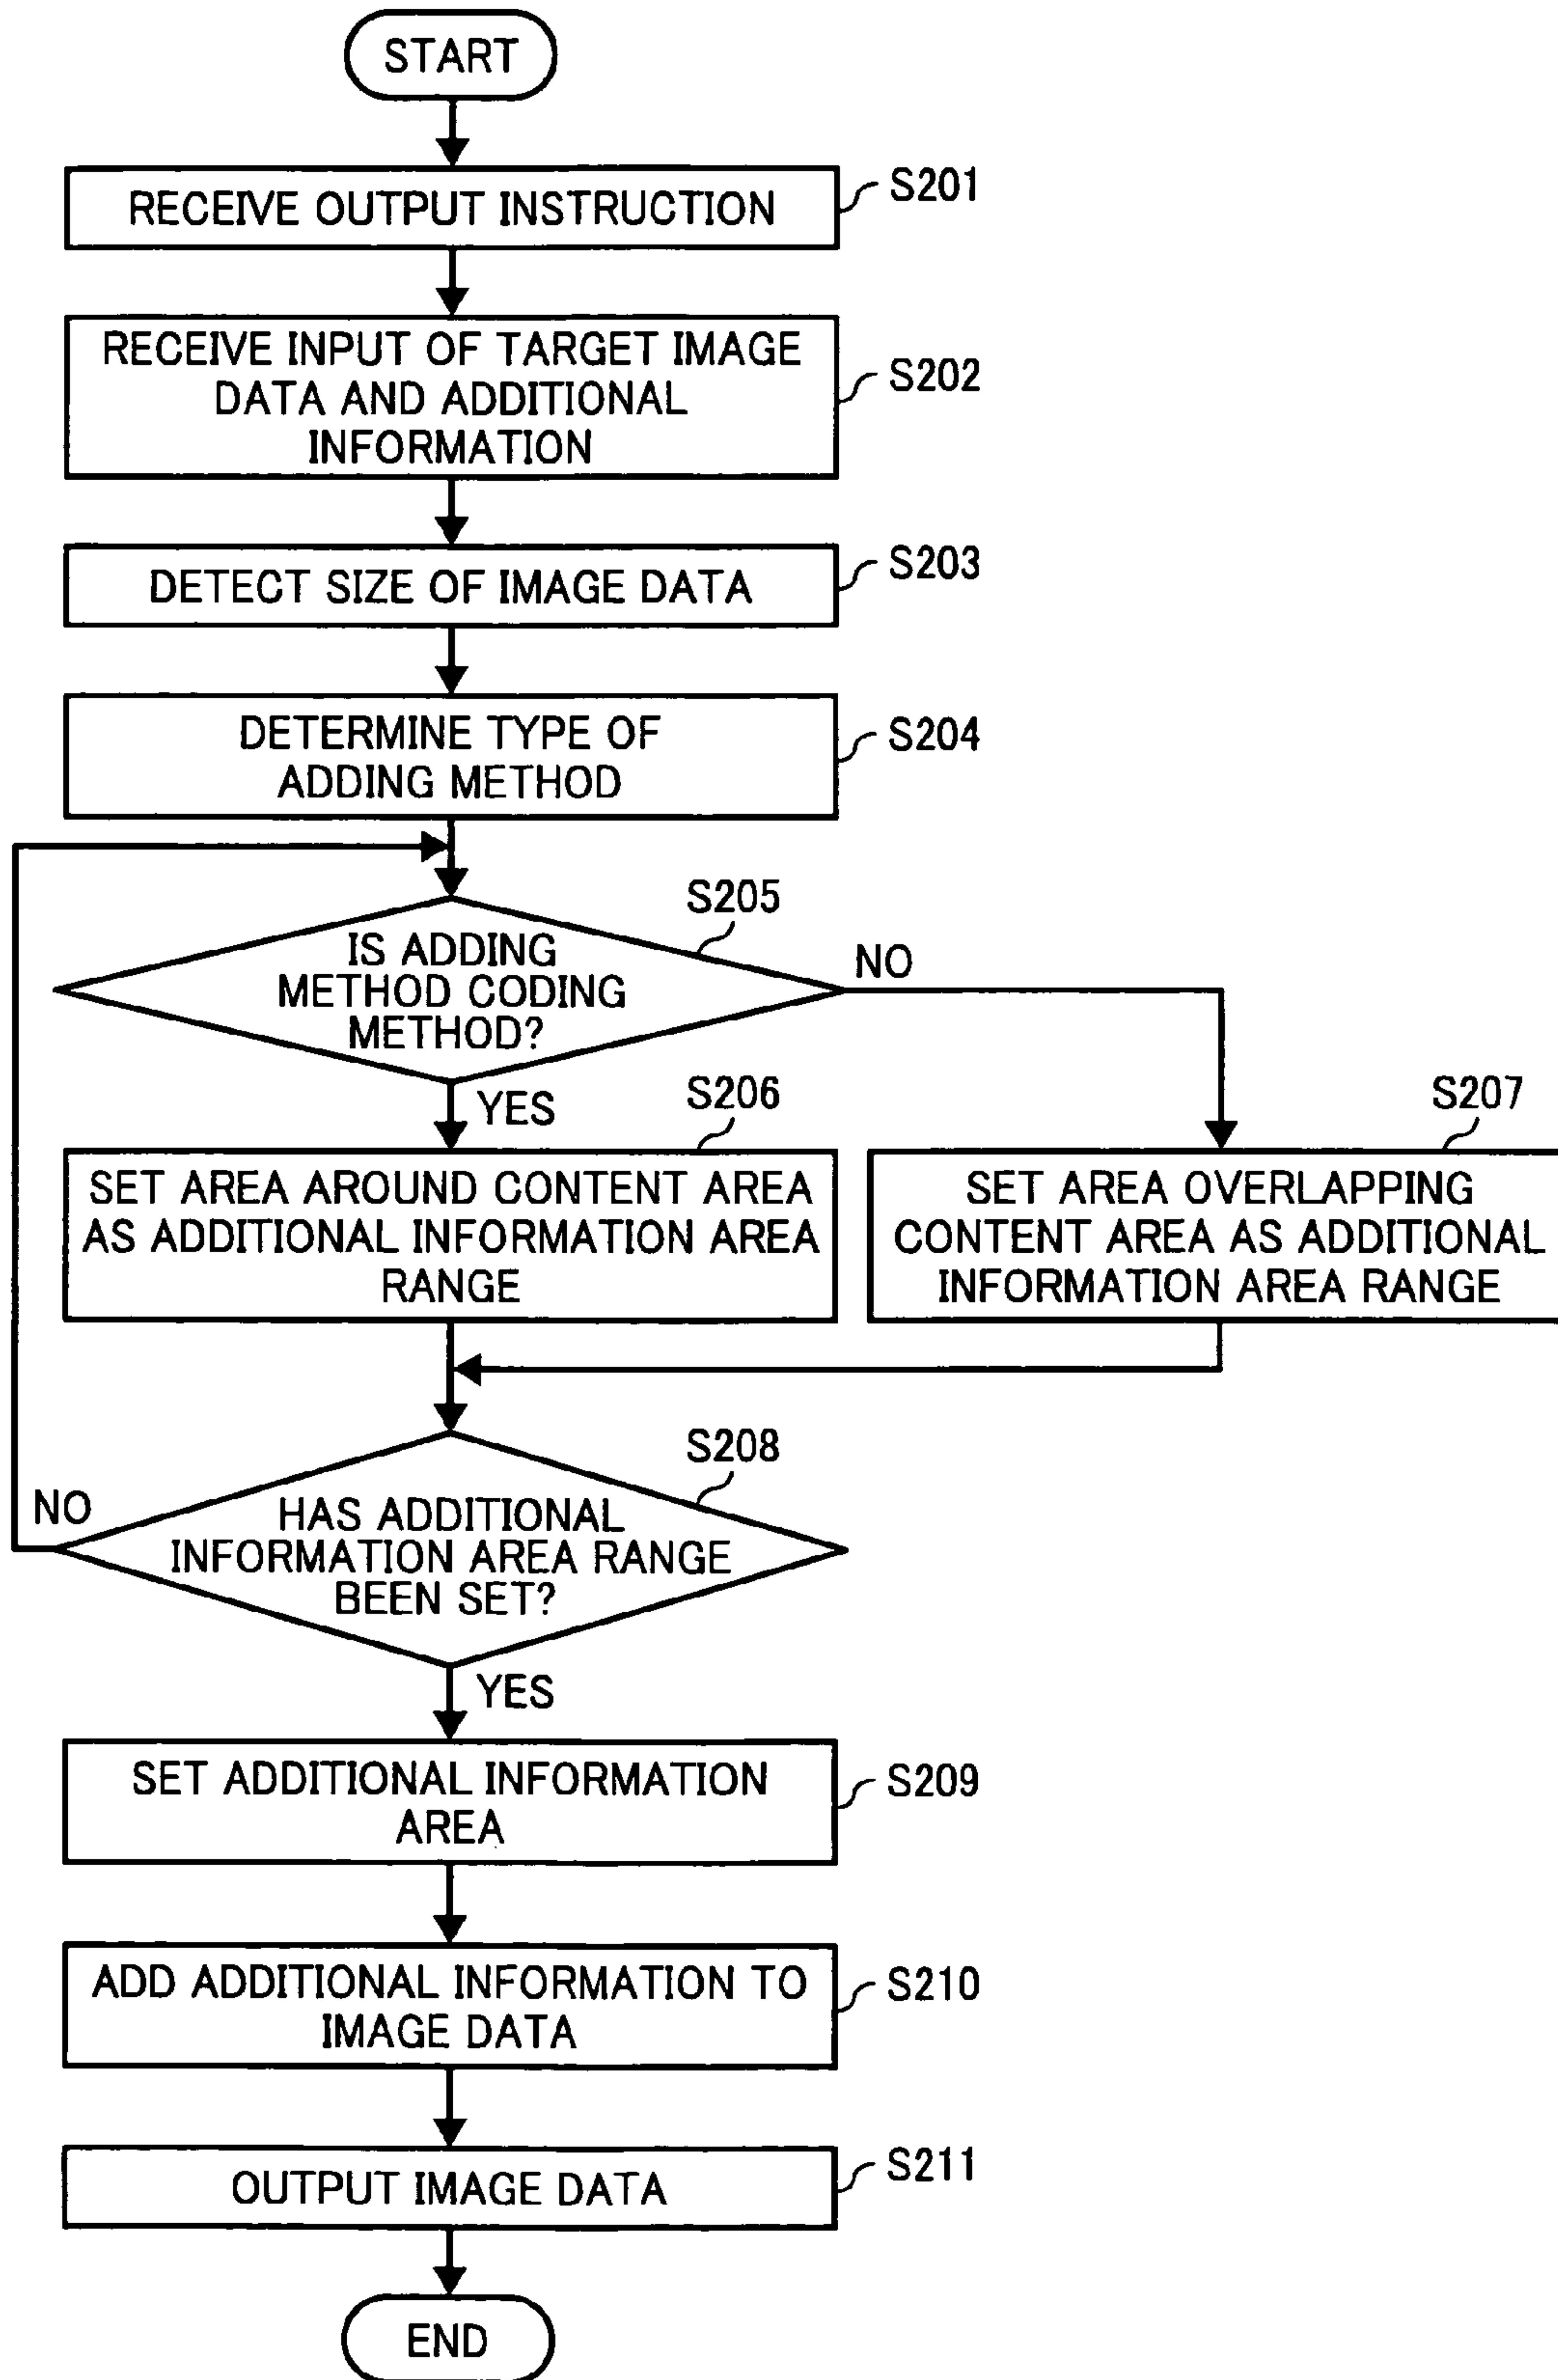 START
RECEIVE OUTPUT INSTRUCTION
S201
RECEIVE INPUT OF TARGET IMAGE
DATA AND ADDITIONAL
INFORMATION
S202
DETECT SIZE OF IMAGE DATA
S203
DETERMINE TYPE OF
ADDING METHOD
S204
S205
IS ADDING
METHOD CODING
METHOD?
NO
YES
S206
SET AREA AROUND CONTENT AREA
AS ADDITIONAL INFORMATION AREA
RANGE
S207
SET AREA OVERLAPPING
CONTENT AREA AS ADDITIONAL
INFORMATION AREA RANGE
S208
HAS ADDITIONAL
INFORMATION AREA RANGE
BEEN SET?
NO
YES
SET ADDITIONAL INFORMATION
AREA
S209
ADD ADDITIONAL INFORMATION TO
IMAGE DATA
S210
OUTPUT IMAGE DATA
S211
END